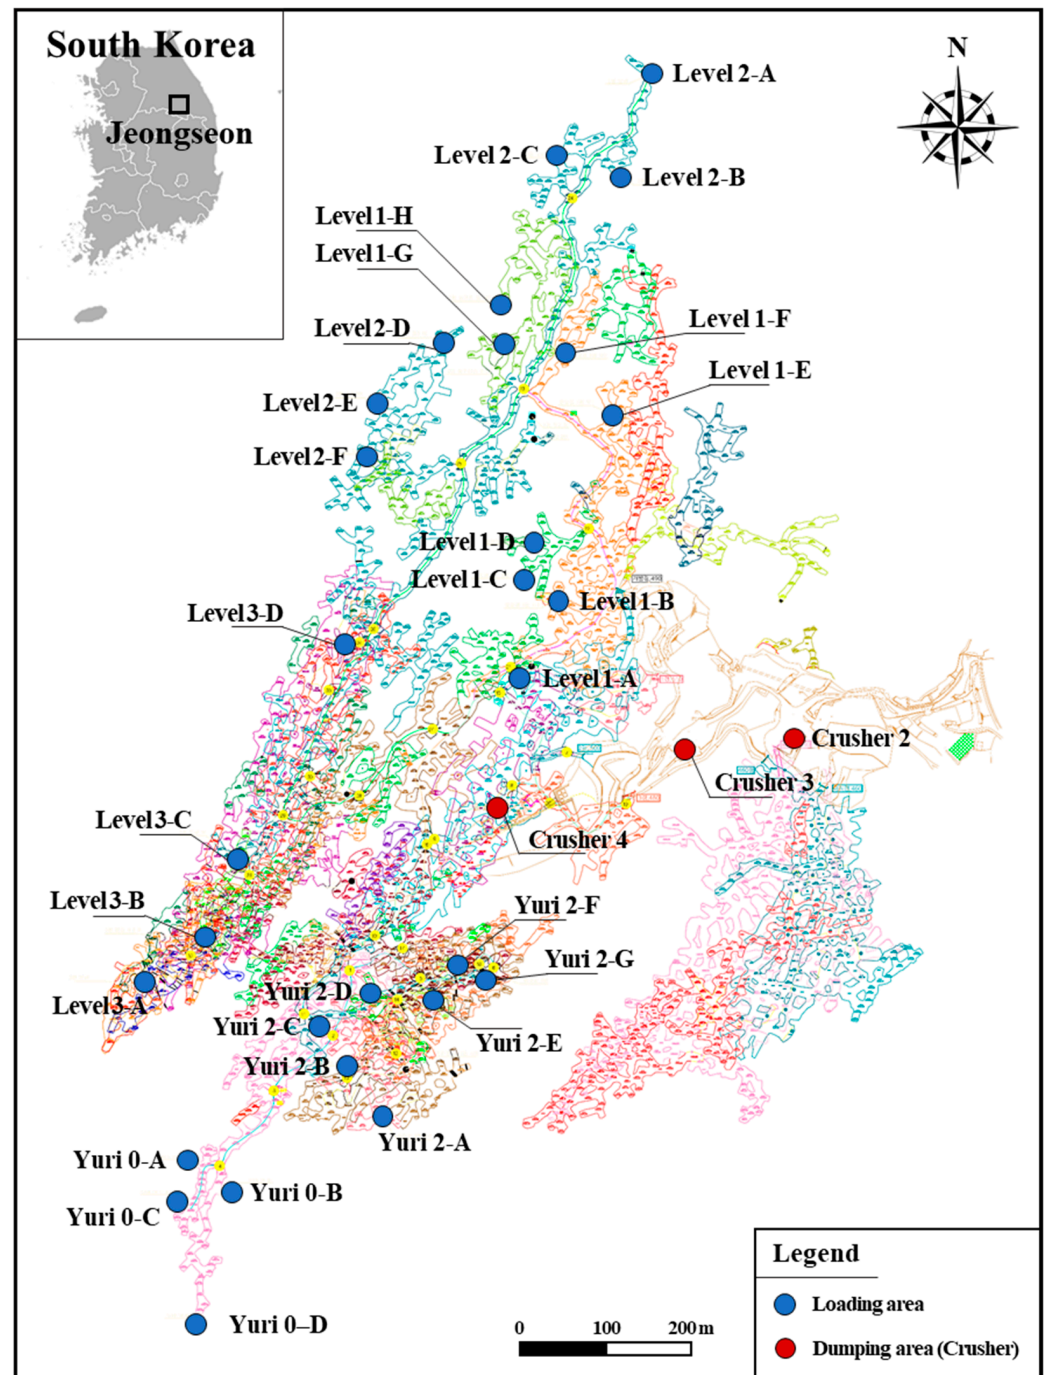 South Korea
Jeongseon
N
Level 2-A
Level 2-C
Level 2-B
Level 1-H
Level 1-G
Level 2-D
Level 1-F
Level 1-E
Level 2-E
Level 2-F
Level 1-D
Level 1-C
Level 1-B
Level 3-D
Level 1-A
Crusher 2
Crusher 3
Level 3-C
Crusher 4
Level 3-B
Yuri 2-F
Yuri 2-G
Level 3-A
Yuri 2-D
Yuri 2-C
Yuri 2-E
Yuri 2-B
Yuri 2-A
Yuri 0-A
Yuri 0-B
Yuri 0-C
Yuri 0–D
Legend
Loading area
Dumping area (Crusher)
0 100 200 m